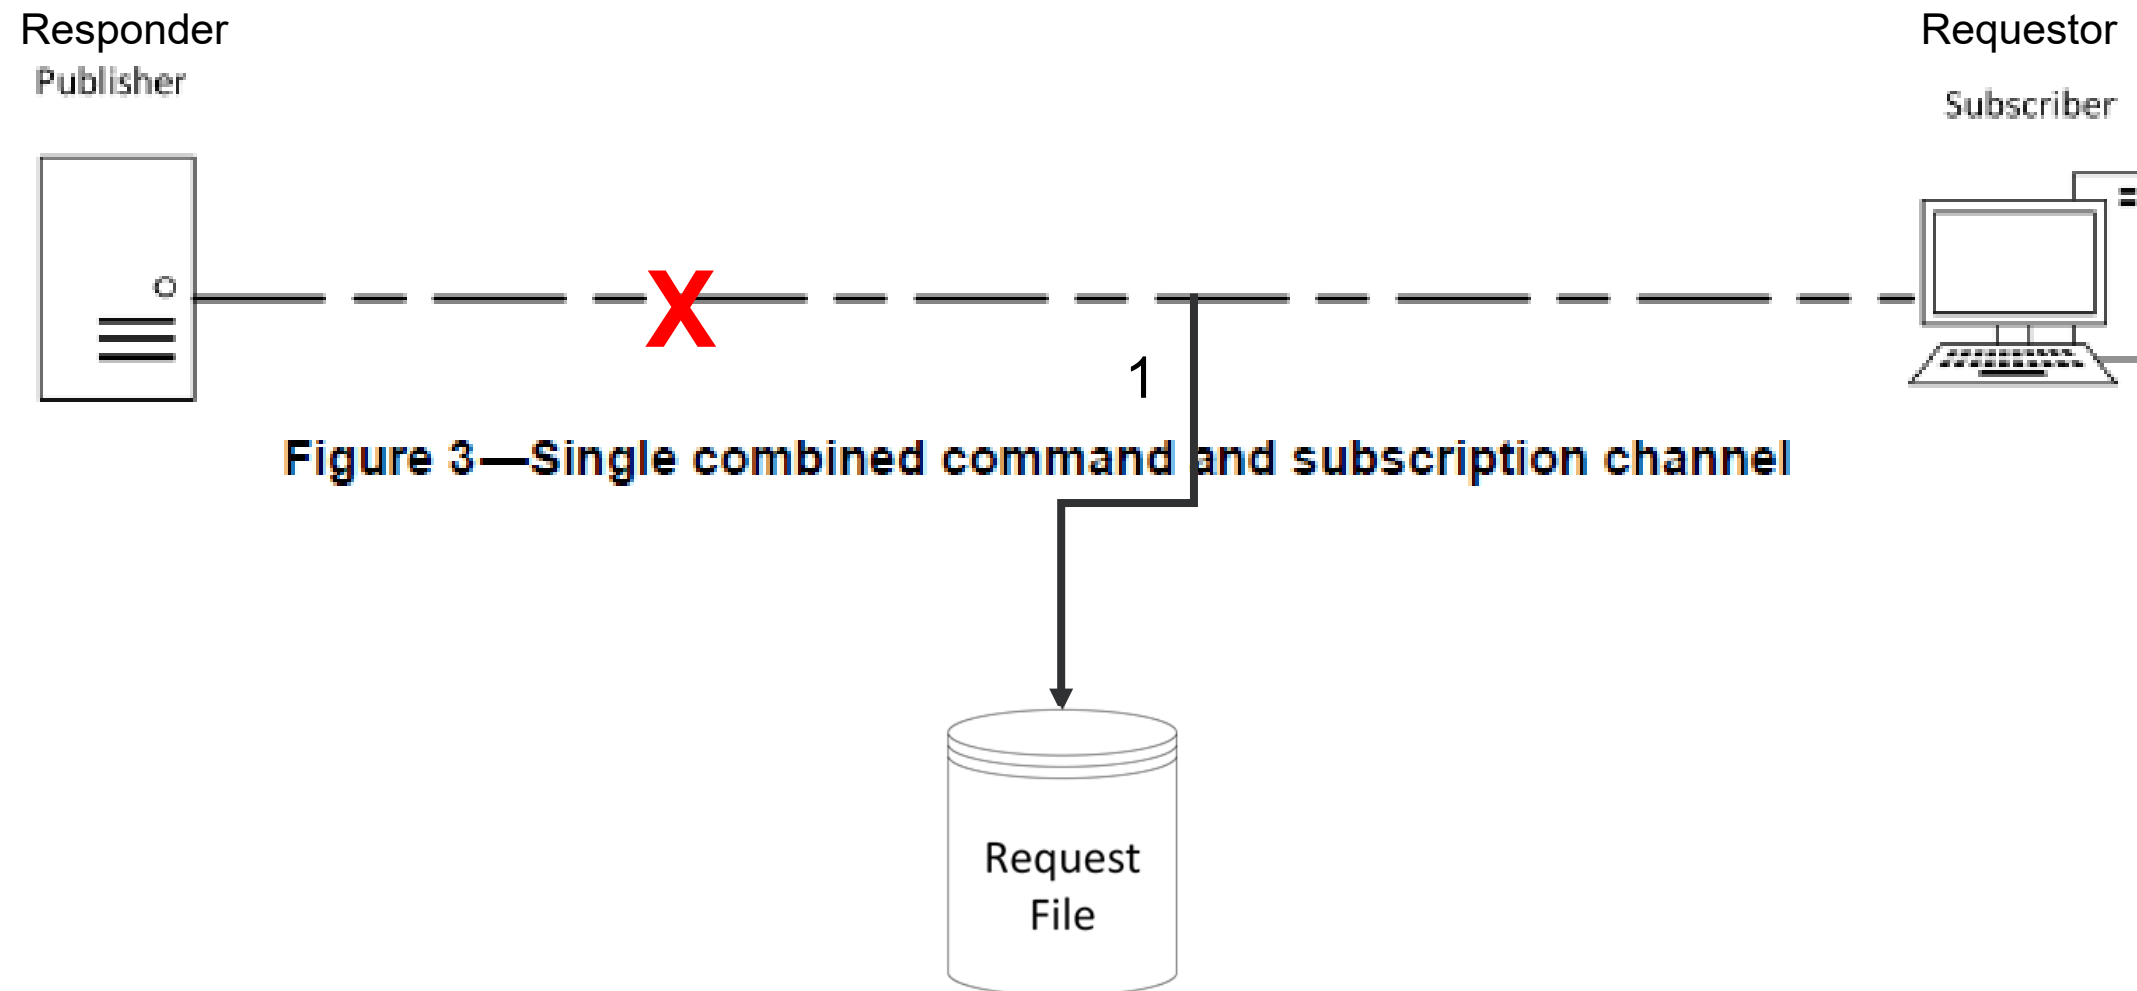 Responder
Requestor
Publisher
Subscriber
X
1
Figure 3—Single combined command and subscription channel
Request
File